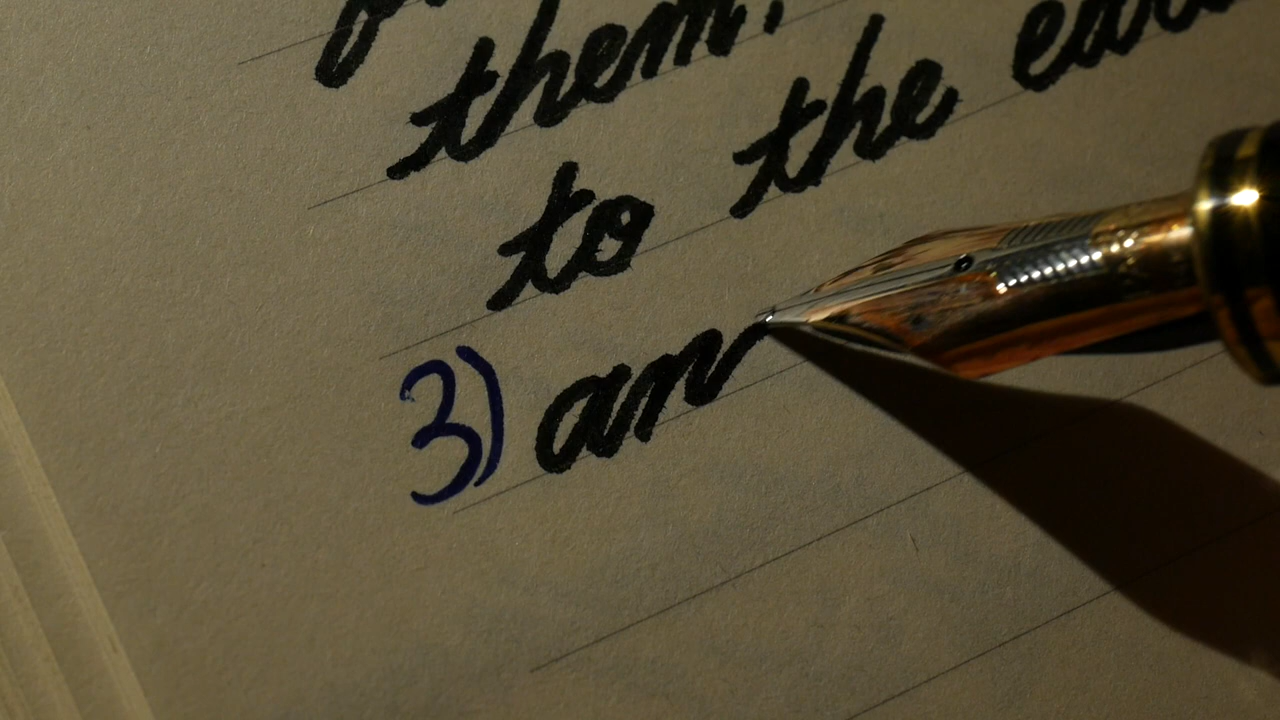 them.
to the
3) an